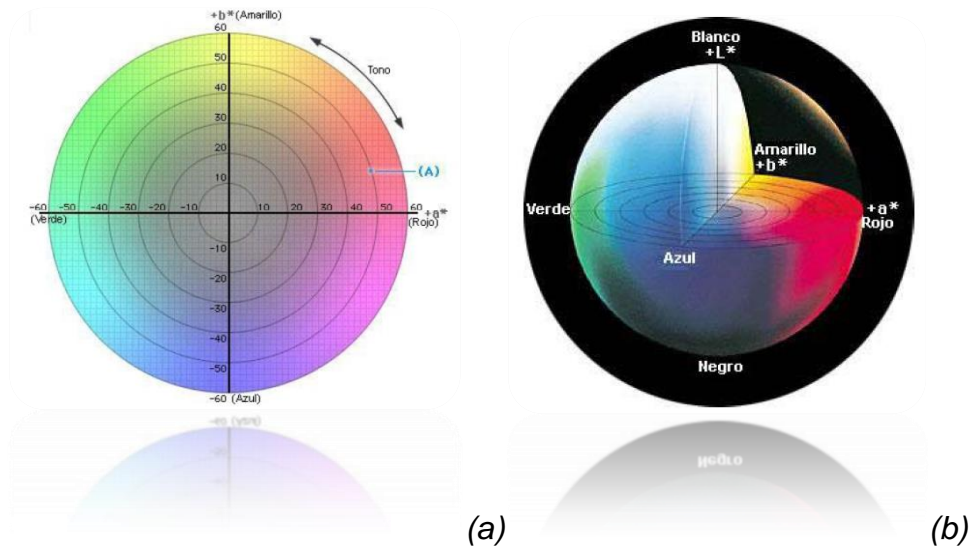 +b* (Amarillo)
60
50
40
30
20
10
Tono
(A)
-60 -50 -40 -30 -20 -10 10 20 30 40 50 60
(Verde)
+a*
(Rojo)
-10
-20
-30
-40
-50
-60 (Azul)
(a)
Blanco
+L*
Amarillo
+b*
Verde
+a*
Rojo
Azul
Negro
Negro
(b)